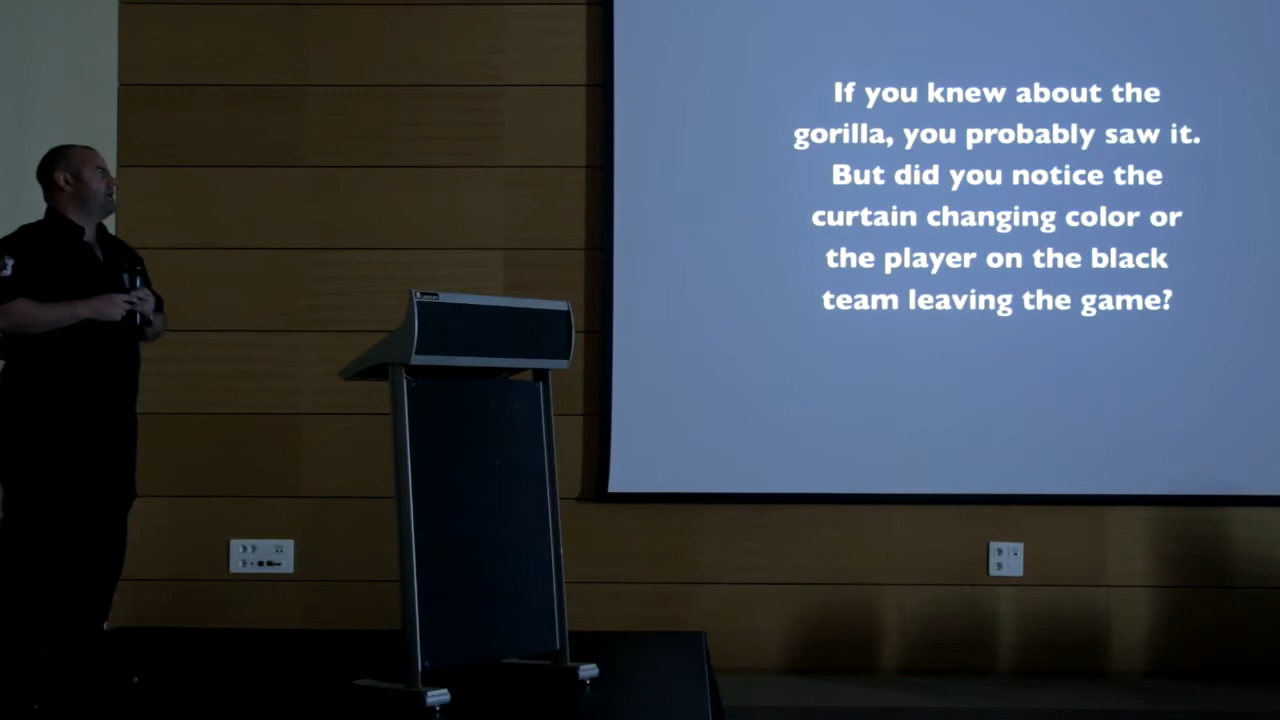 If you knew about the
gorilla, you probably saw it.
But did you notice the
curtain changing color or
the player on the black
team leaving the game?